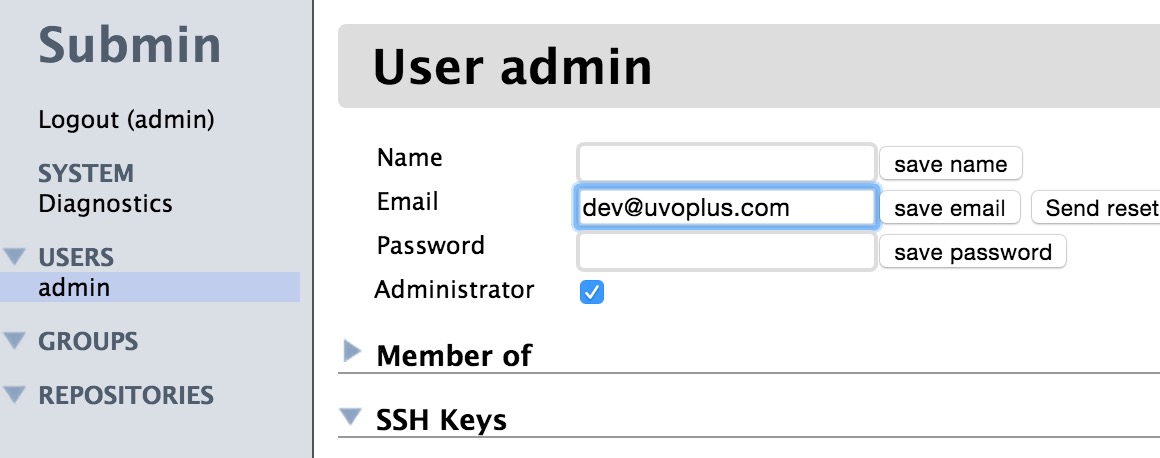 Submin
Logout (admin)
SYSTEM
Diagnostics
USERS
admin
GROUPS
REPOSITORIES
User admin
Name save name
Email dev@uvoplus.com save email Send reset
Password save password
Administrator
Member of
SSH Keys